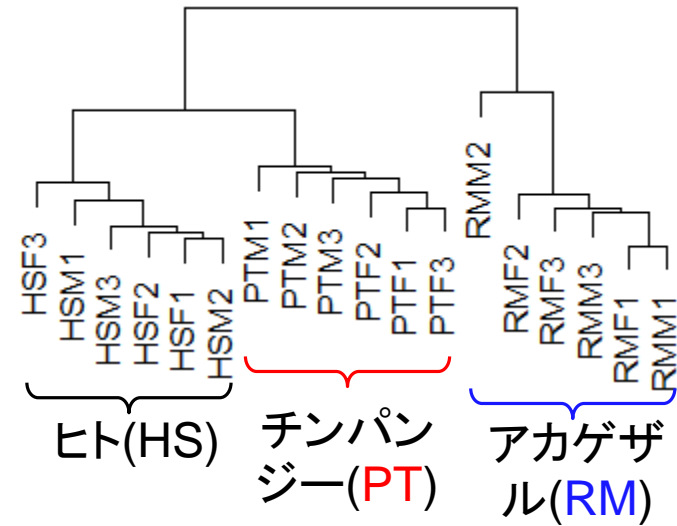 HSF3
HSM1
HSM3
HSF2
HSF1
HSM2
PTM1
PTM2
PTM3
PTF2
PTF1
PTF3
RMM2
RMF2
RMF3
RMM3
RMF1
RMM1
ヒト(HS)
チンパン
ジー(PT)
アカゲザ
ル(RM)